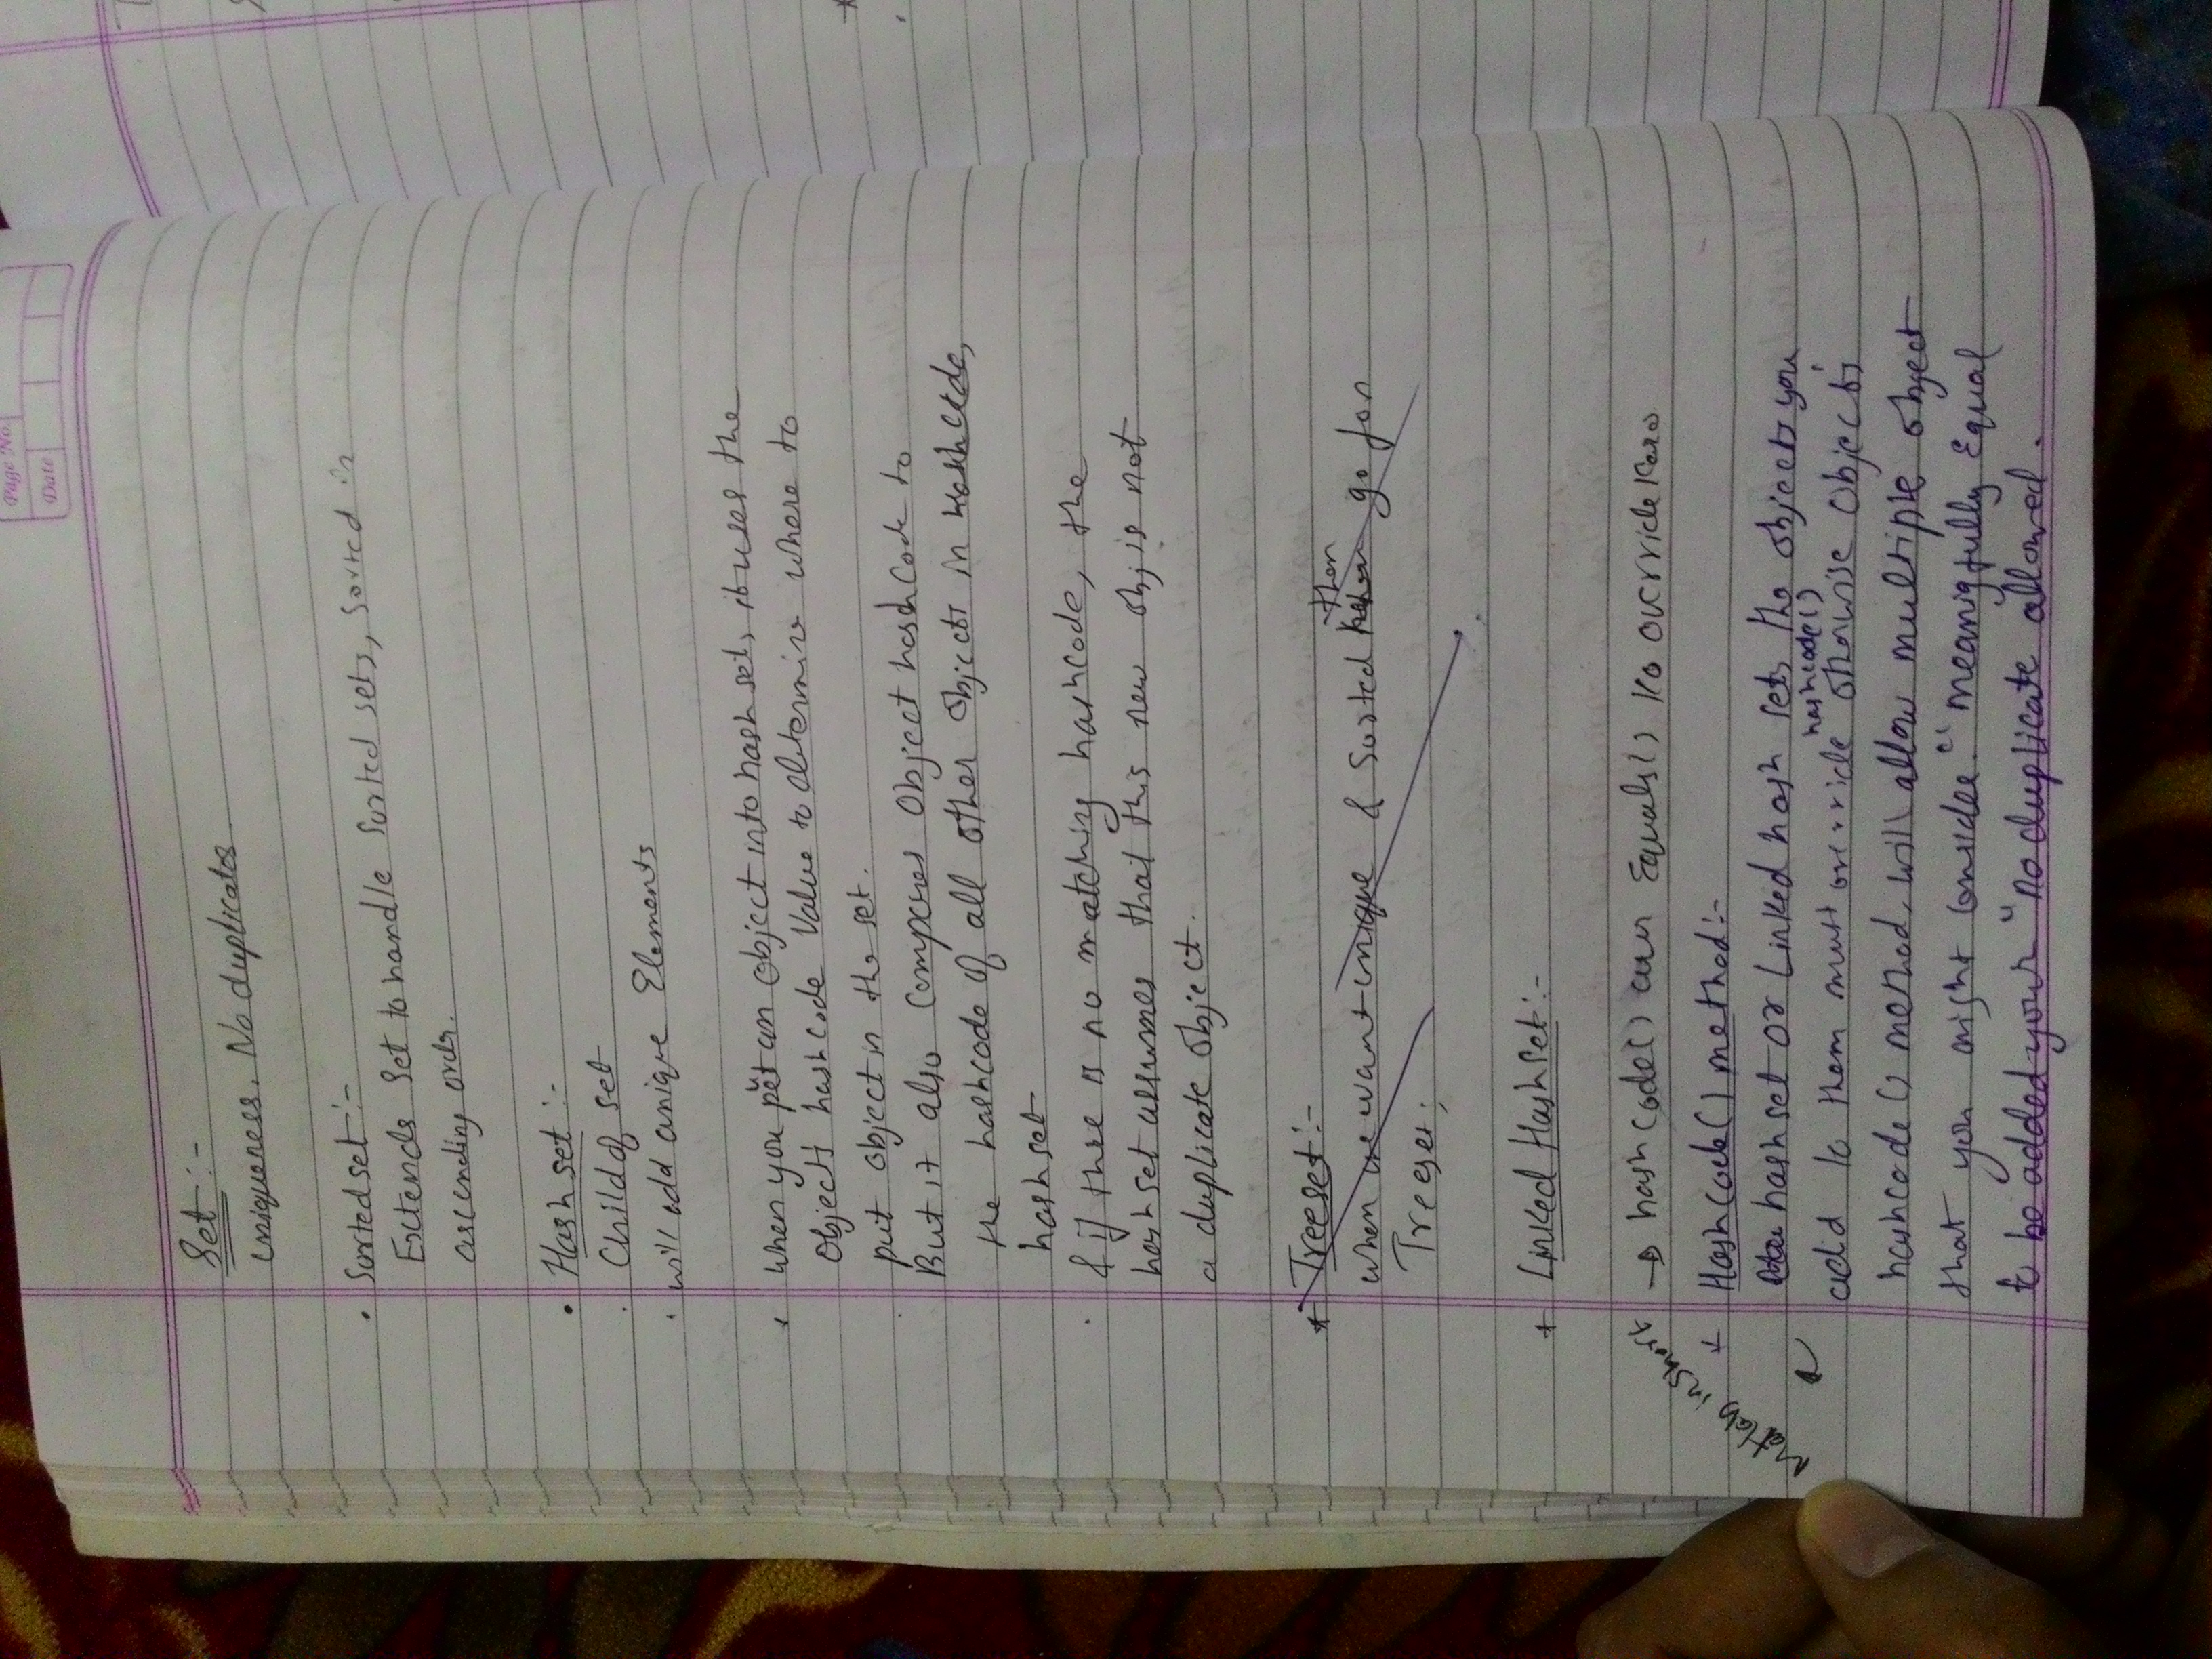 Page No.
Date
Set :-
Uniqueness. No duplicates.
• Sorted set :-
Extends Set to handle Sorted sets, Sorted in
ascending order.
• Hash set :-
. Child of set
. will add unique Elements
. When you put an object into hash set, it uses the
object's hashcode Value to determine where to
put object in the set.
But it also compares Object hashCode to
the hashcode of all other objects in
hash set
& if there is no matching hashcode, the
hash set assumes that this new obj is not
a duplicate object.
* Treeset :-
then
when we want unique & Sorted go for
Treeset;
* Linked HashSet :-
→ hashCode() aur Equals() Ko override Karo
Matlab in Short
* HashCode() method :-
hash set or Linked hash set, the objects you
hashcode()
add to them must override otherwise Object's
hashcode() method, will allow multiple object
that you might consider "meanigfully Equal
to be added your "no duplicate allowed.